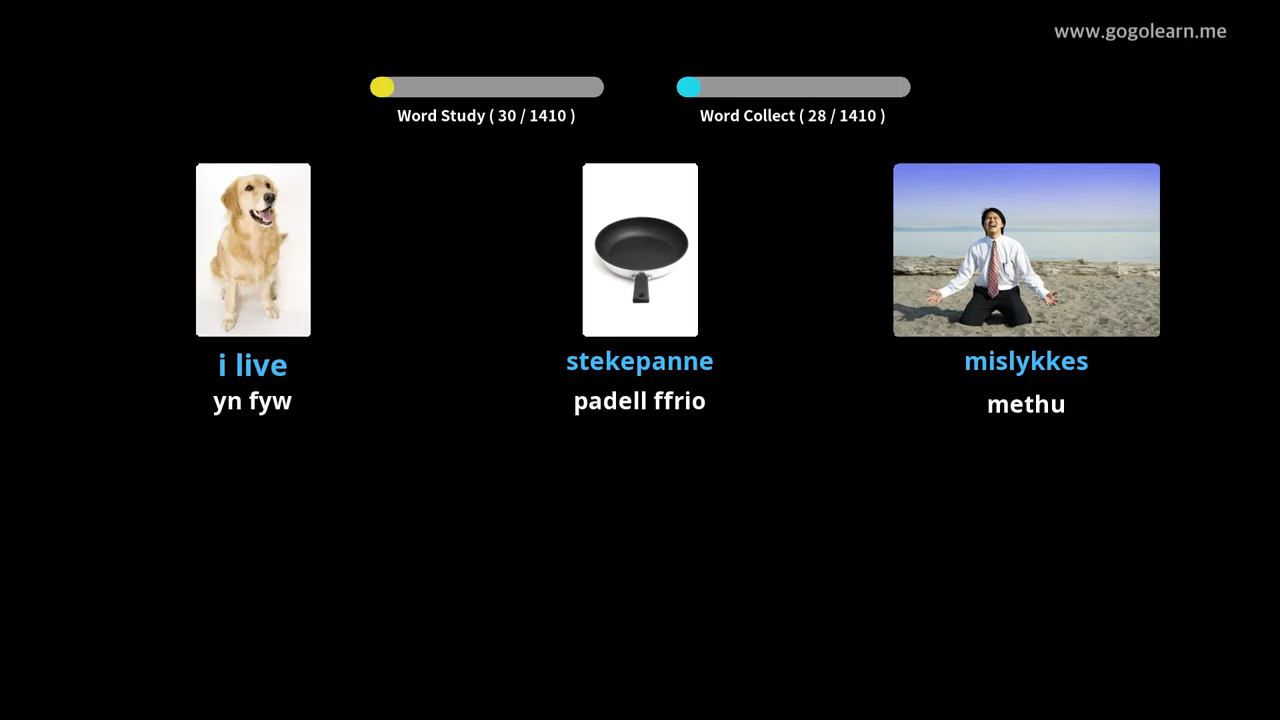 www.gogolearn.me
Word Study ( 30 / 1410 )
Word Collect ( 28 / 1410 )
i live
stekepanne
mislykkes
yn fyw
padell ffrio
methu